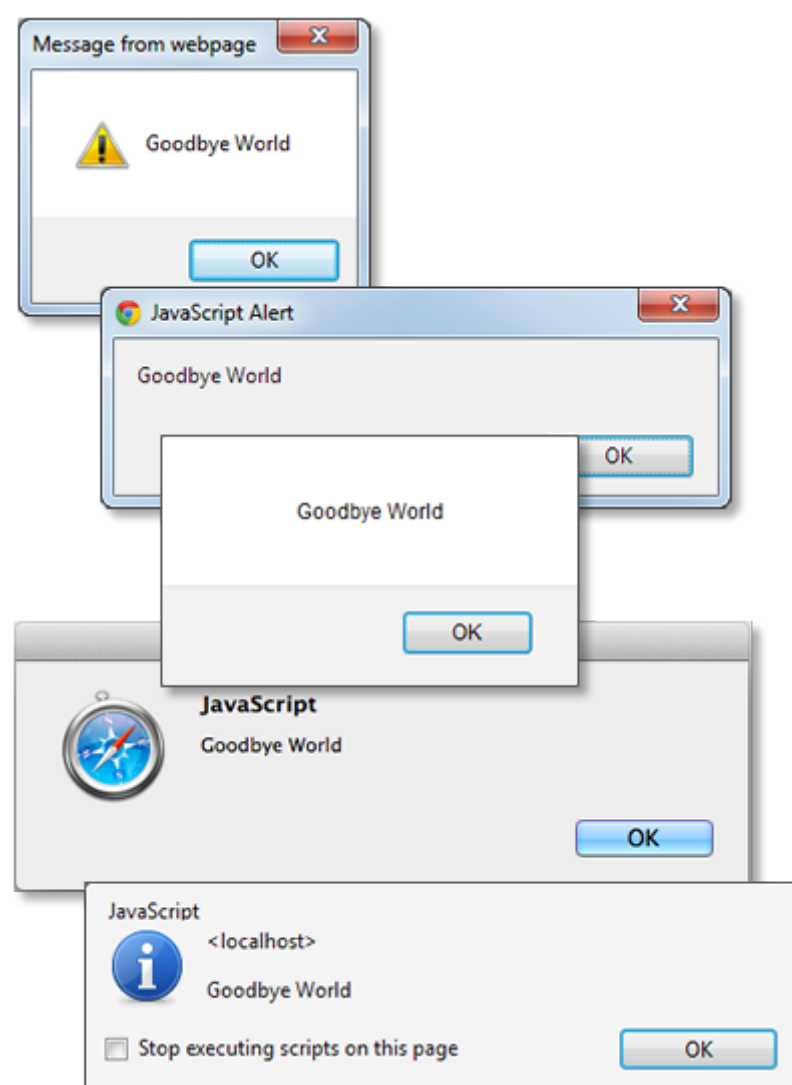 Message from webpage
Goodbye World
OK
JavaScript Alert
Goodbye World
OK
Goodbye World
OK
JavaScript
Goodbye World
OK
JavaScript
<localhost>
Goodbye World
Stop executing scripts on this page
OK